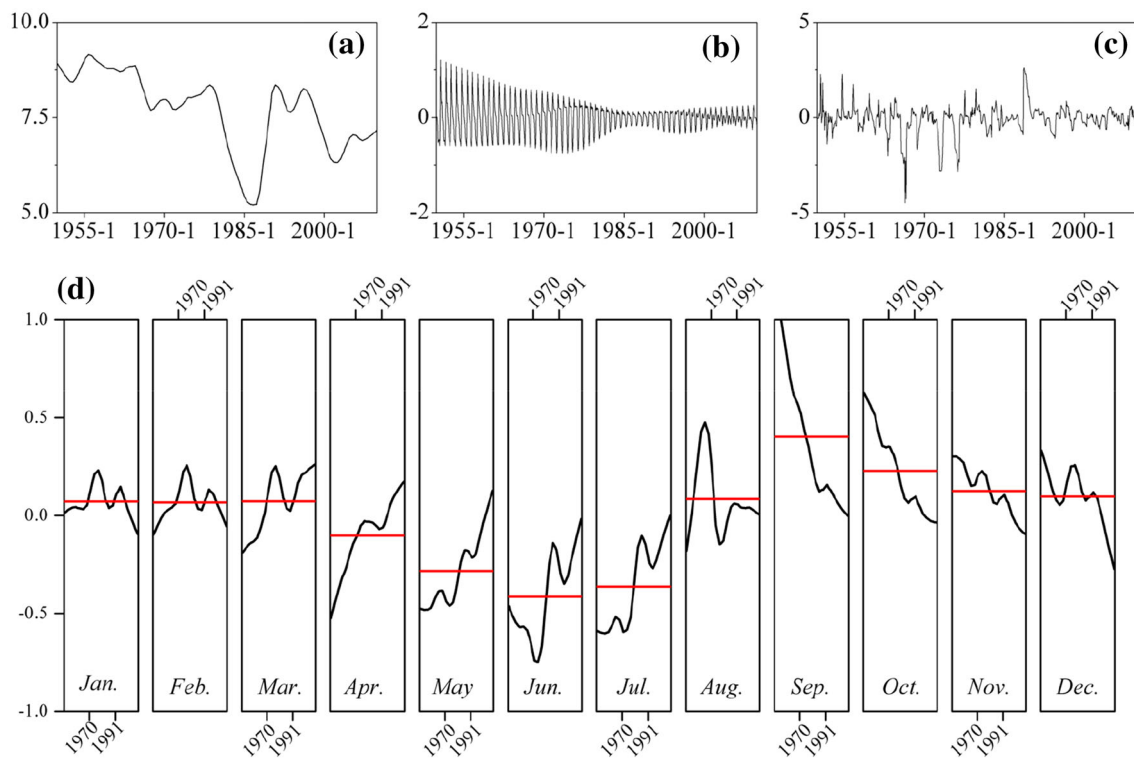 10.0 (a)
7.5
5.0
1955-1 1970-1 1985-1 2000-1
2 (b)
0
-2
1955-1 1970-1 1985-1 2000-1
5 (c)
0
-5
1955-1 1970-1 1985-1 2000-1
(d)
1970 1991 1970 1991 1970 1991 1970 1991 1970 1991 1970 1991
1.0
0.5
0.0
-0.5
-1.0
Jan. Feb. Mar. Apr. May Jun. Jul. Aug. Sep. Oct. Nov. Dec.
1970 1991 1970 1991 1970 1991 1970 1991 1970 1991 1970 1991